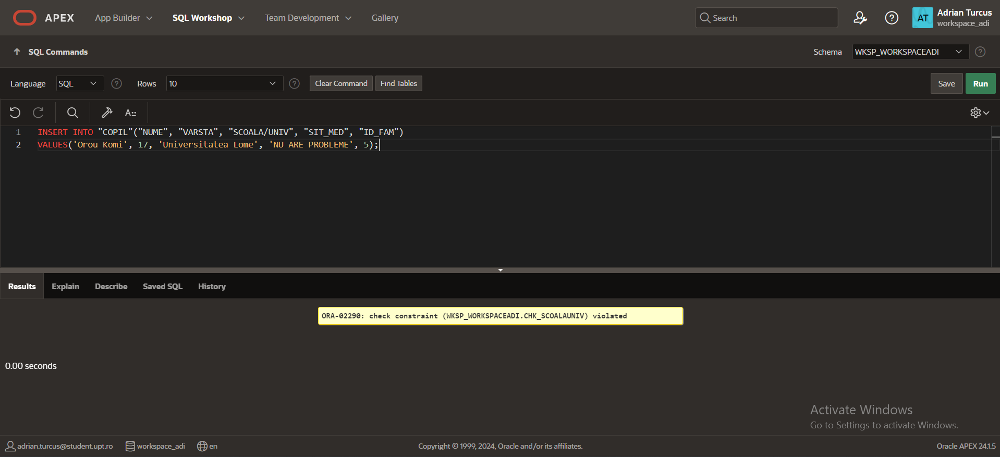 APEX App Builder SQL Workshop Team Development Gallery Search AT Adrian Turcus
workspace_adi
SQL Commands Schema WKSP_WORKSPACEADI
Language SQL Rows 10 Clear Command Find Tables Save Run
1 INSERT INTO "COPIL"("NUME", "VARSTA", "SCOALA/UNIV", "SIT_MED", "ID_FAM")
2 VALUES('Orou Komi', 17, 'Universitatea Lome', 'NU ARE PROBLEME', 5);
Results Explain Describe Saved SQL History
ORA-02290: check constraint (WKSP_WORKSPACEADI.CHK_SCOALAUNIV) violated
0.00 seconds
Activate Windows
Go to Settings to activate Windows.
adrian.turcus@student.upt.ro workspace_adi en Copyright © 1999, 2024, Oracle and/or its affiliates. Oracle APEX 24.1.5